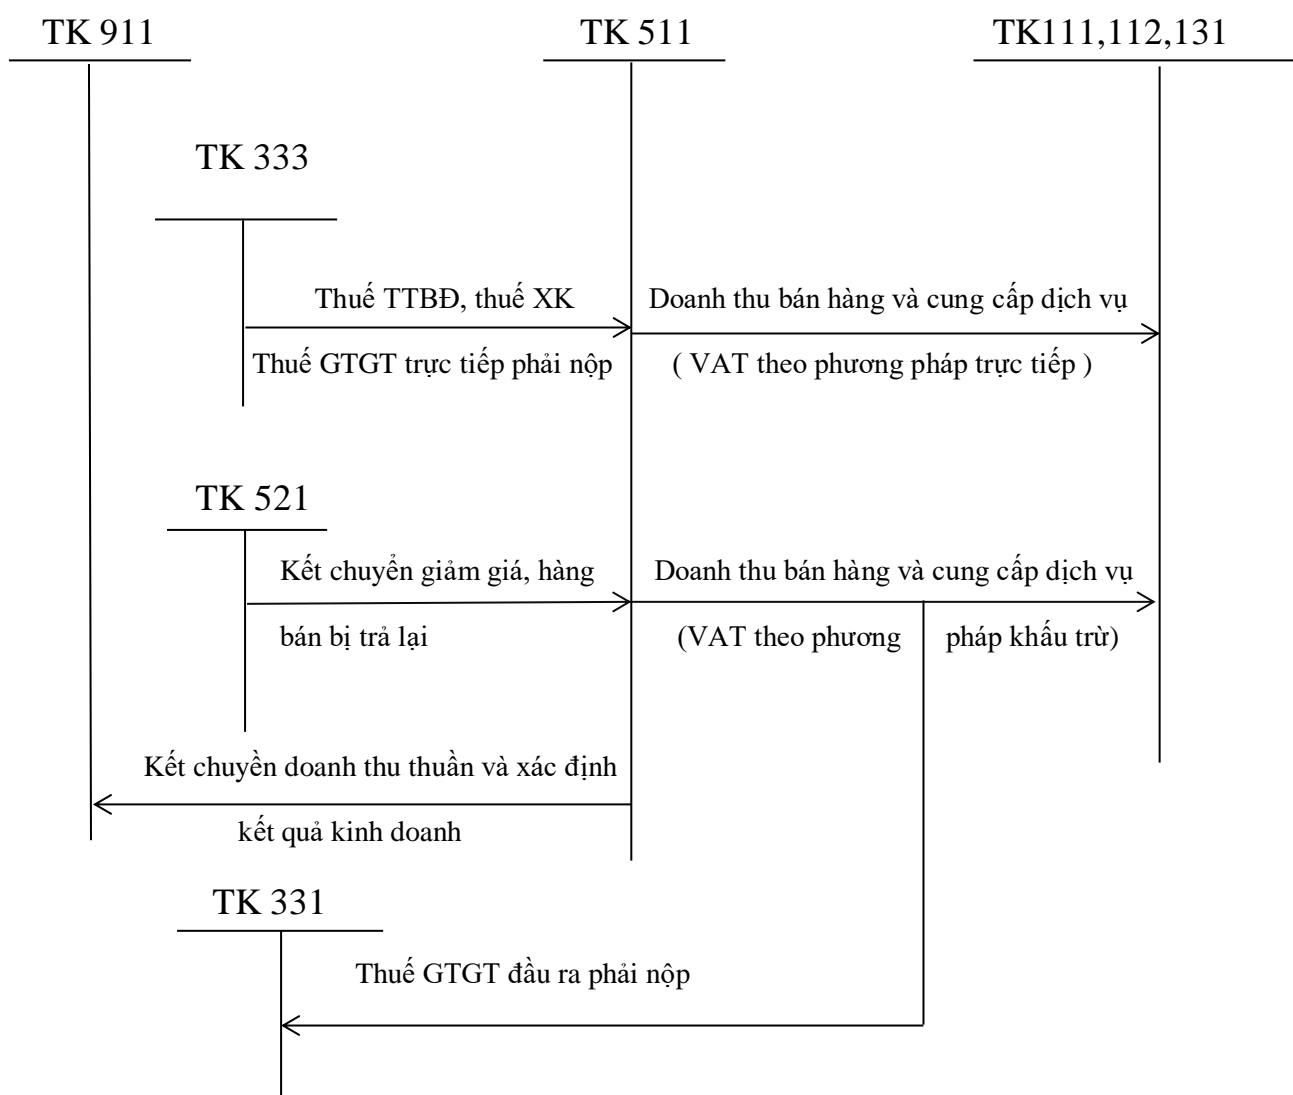 TK 911
TK 511
TK111,112,131
TK 333
Thuế TTBĐ, thuế XK
Doanh thu bán hàng và cung cấp dịch vụ
Thuế GTGT trực tiếp phải nộp
( VAT theo phương pháp trực tiếp )
TK 521
Kết chuyển giảm giá, hàng
Doanh thu bán hàng và cung cấp dịch vụ
bán bị trả lại
(VAT theo phương pháp khấu trừ)
Kết chuyền doanh thu thuần và xác định
kết quả kinh doanh
TK 331
Thuế GTGT đầu ra phải nộp